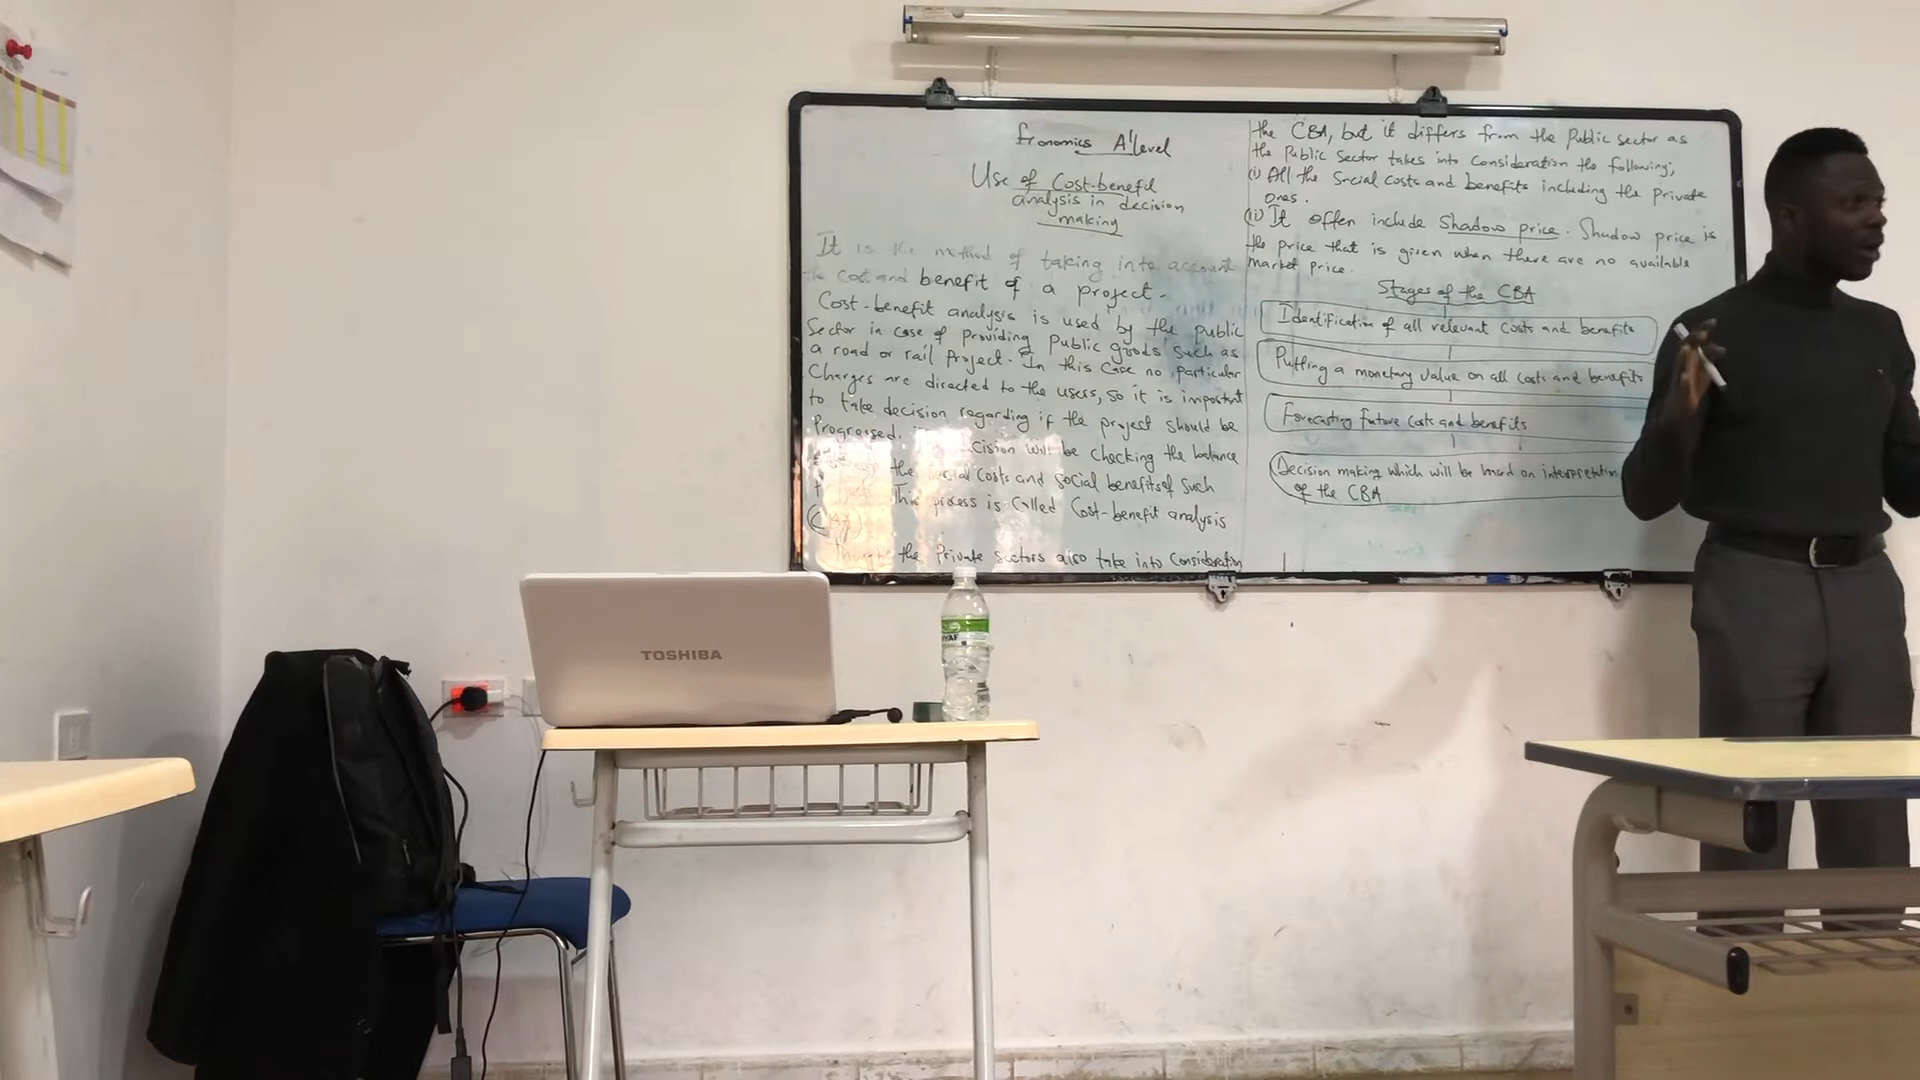 Economics A'level
Use of Cost-benefit
analysis in decision
making
It is the method of taking into account
the cost and benefit of a project.
Cost-benefit analysis is used by the public
Sector in case of providing public goods such as
a road or rail project. In this case no particular
Charges are directed to the users, so it is important
to take decision regarding if the project should be
Progressed.
will be checking the balance
the social costs and social benefits of such
This process is called Cost-benefit analysis
(CBA)
the Private sectors also take into consideration
the CBA, but it differs from the Public sector as
the Public Sector takes into consideration the following;
(i) All the Social costs and benefits including the private
ones.
(ii) It offen include Shadow price. Shadow price is
the price that is given when there are no available
market price.
Stages of the CBA
Identification of all relevant costs and benefits
Putting a monetary value on all costs and benefits
Forecasting future costs and benefits
Decision making which will be based on interpretation
of the CBA
TOSHIBA